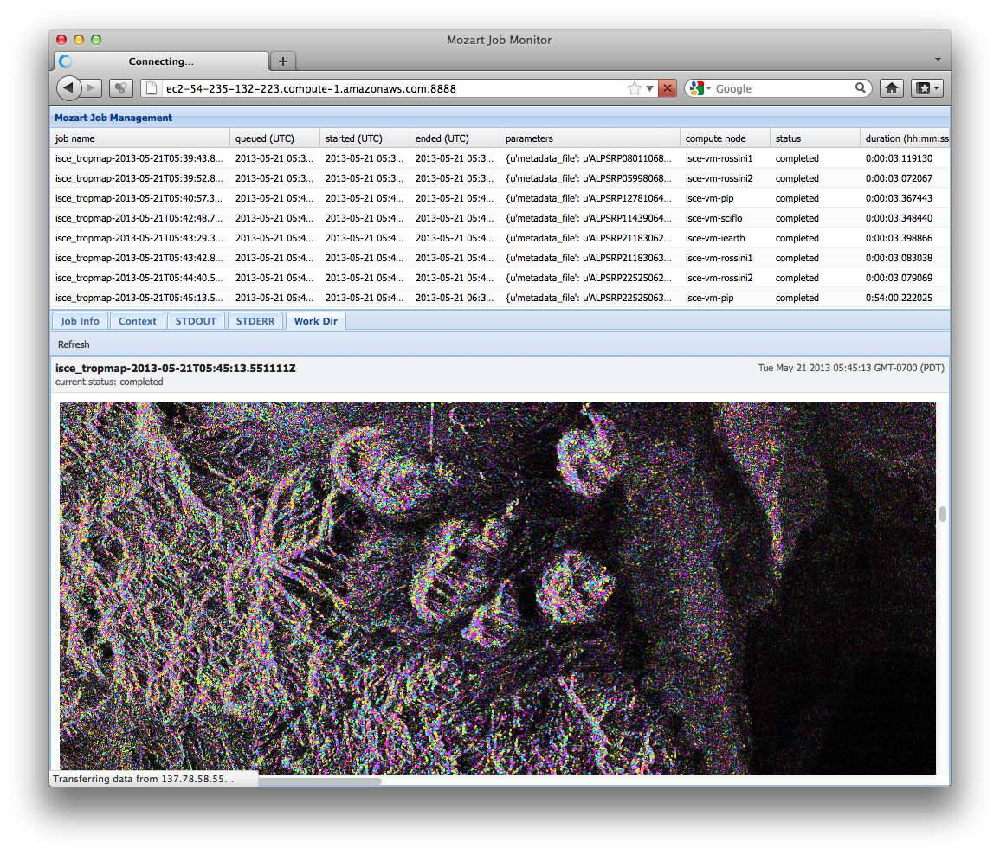 Mozart Job Monitor
Connecting...
ec2-54-235-132-223.compute-1.amazonaws.com:8888 Google
Mozart Job Management
job name queued (UTC) started (UTC) ended (UTC) parameters compute node status duration (hh:mm:ss
isce_tropmap-2013-05-21T05:39:43.8... 2013-05-21 05:3... 2013-05-21 05:3... 2013-05-21 05:3... {u'metadata_file': u'ALPSRP08011068... isce-vm-rossini1 completed 0:00:03.119130
isce_tropmap-2013-05-21T05:39:52.8... 2013-05-21 05:3... 2013-05-21 05:3... 2013-05-21 05:3... {u'metadata_file': u'ALPSRP05998068... isce-vm-rossini2 completed 0:00:03.072067
isce_tropmap-2013-05-21T05:40:57.3... 2013-05-21 05:4... 2013-05-21 05:4... 2013-05-21 05:4... {u'metadata_file': u'ALPSRP12781064... isce-vm-pip completed 0:00:03.367443
isce_tropmap-2013-05-21T05:42:48.7... 2013-05-21 05:4... 2013-05-21 05:4... 2013-05-21 05:4... {u'metadata_file': u'ALPSRP11439064... isce-vm-sciflo completed 0:00:03.348440
isce_tropmap-2013-05-21T05:43:29.3... 2013-05-21 05:4... 2013-05-21 05:4... 2013-05-21 05:4... {u'metadata_file': u'ALPSRP21183062... isce-vm-iearth completed 0:00:03.398866
isce_tropmap-2013-05-21T05:43:42.8... 2013-05-21 05:4... 2013-05-21 05:4... 2013-05-21 05:4... {u'metadata_file': u'ALPSRP21183063... isce-vm-rossini1 completed 0:00:03.083038
isce_tropmap-2013-05-21T05:44:40.5... 2013-05-21 05:4... 2013-05-21 05:4... 2013-05-21 05:4... {u'metadata_file': u'ALPSRP22525062... isce-vm-rossini2 completed 0:00:03.079069
isce_tropmap-2013-05-21T05:45:13.5... 2013-05-21 05:4... 2013-05-21 05:4... 2013-05-21 06:3... {u'metadata_file': u'ALPSRP22525063... isce-vm-pip completed 0:54:00.222025
Job Info Context STDOUT STDERR Work Dir
Refresh
isce_tropmap-2013-05-21T05:45:13.551111Z Tue May 21 2013 05:45:13 GMT-0700 (PDT)
current status: completed
Transferring data from 137.78.58.55...